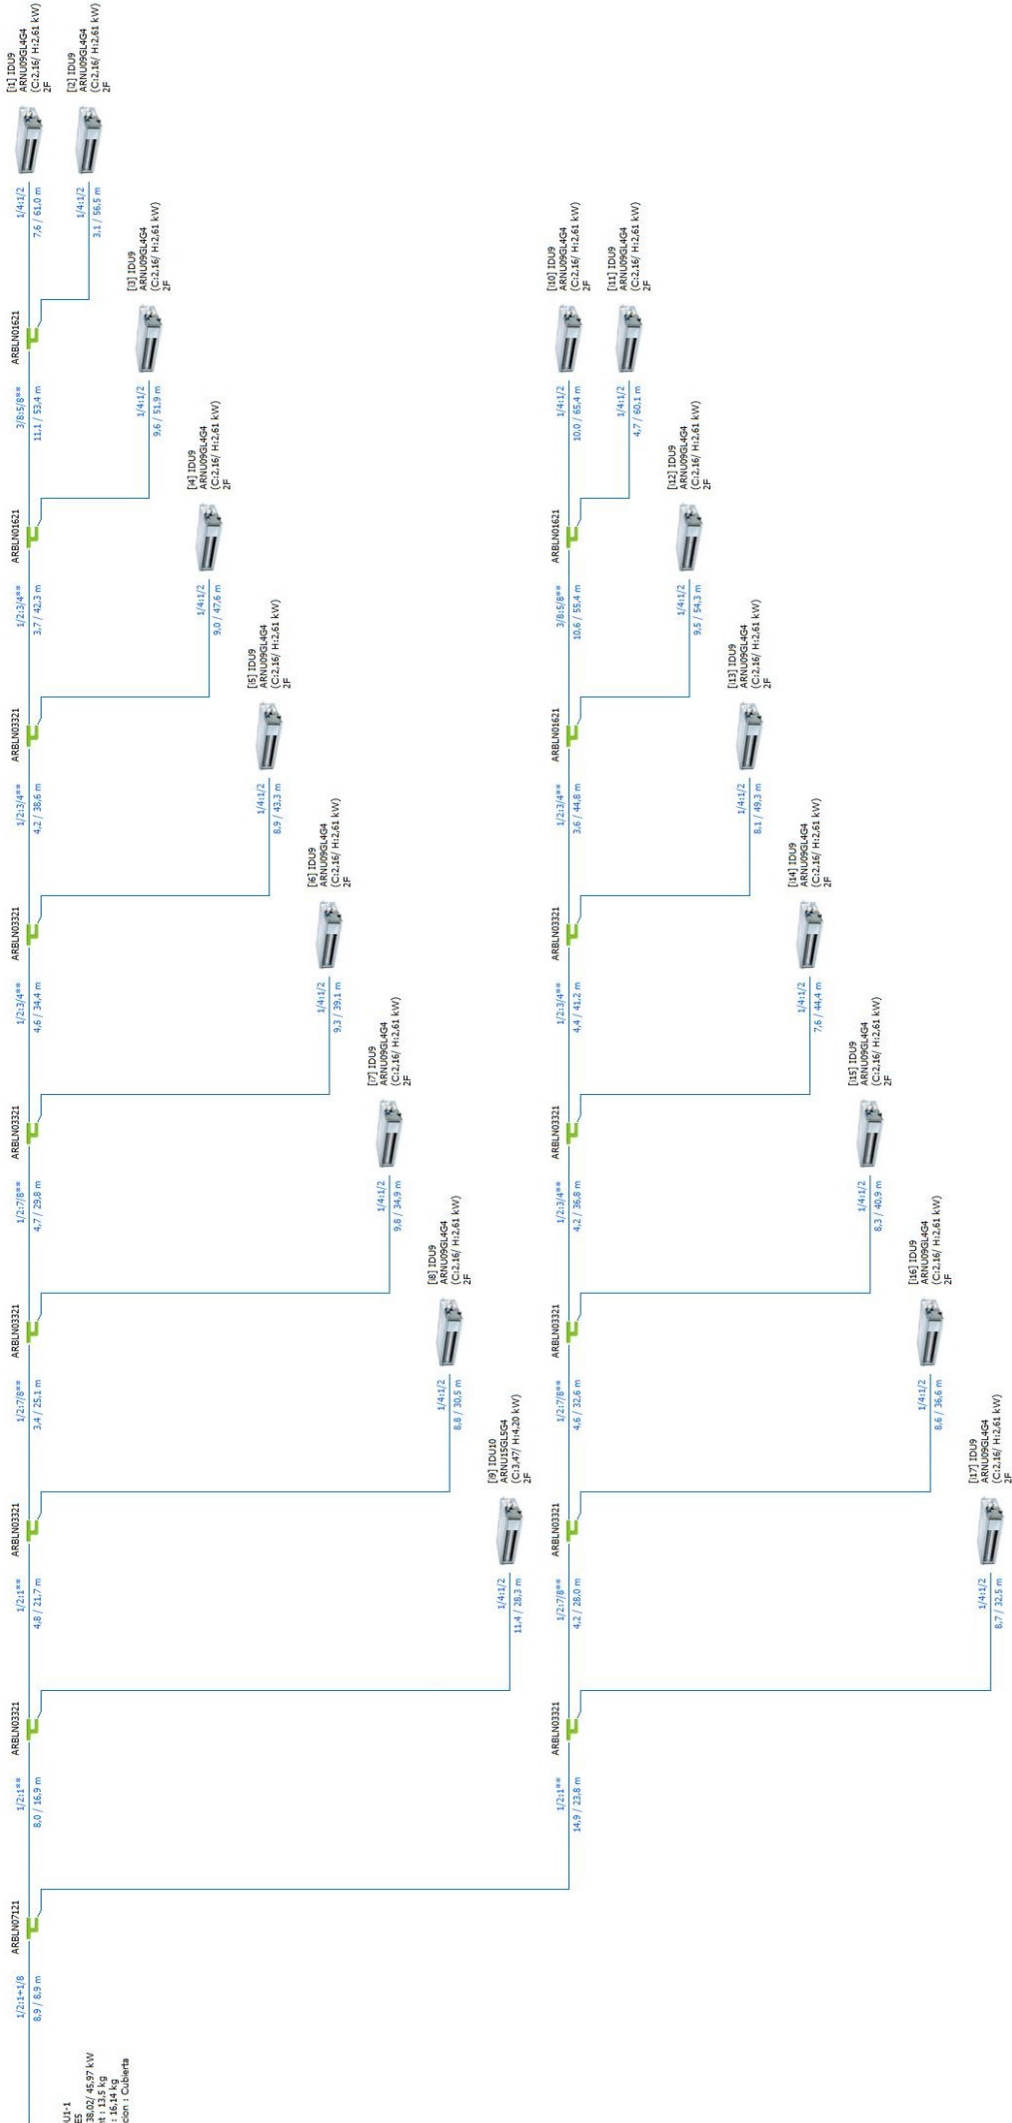 [i1] IDU9
ARNU09GL4G4
(C:2,16/ H:2,61 kW)
2F
[i2] IDU9
ARNU09GL4G4
(C:2,16/ H:2,61 kW)
2F
1/4:1/2
7,6 / 61,0 m
1/4:1/2
3,1 / 56,5 m
ARBLN01621
3/8:5/8**
11,1 / 53,4 m
[i3] IDU9
ARNU09GL4G4
(C:2,16/ H:2,61 kW)
2F
1/4:1/2
9,6 / 51,9 m
ARBLN01621
1/2:3/4**
3,7 / 42,3 m
[i4] IDU9
ARNU09GL4G4
(C:2,16/ H:2,61 kW)
2F
1/4:1/2
9,0 / 47,6 m
ARBLN03321
1/2:3/4**
4,2 / 38,6 m
[i5] IDU9
ARNU09GL4G4
(C:2,16/ H:2,61 kW)
2F
1/4:1/2
8,9 / 43,3 m
ARBLN03321
1/2:3/4**
4,6 / 34,4 m
[i6] IDU9
ARNU09GL4G4
(C:2,16/ H:2,61 kW)
2F
1/4:1/2
9,3 / 39,1 m
ARBLN03321
1/2:7/8**
4,7 / 29,8 m
[i7] IDU9
ARNU09GL4G4
(C:2,16/ H:2,61 kW)
2F
1/4:1/2
9,8 / 34,9 m
ARBLN03321
1/2:7/8**
3,4 / 25,1 m
[i8] IDU9
ARNU09GL4G4
(C:2,16/ H:2,61 kW)
2F
1/4:1/2
8,8 / 30,5 m
ARBLN03321
1/2:1**
4,8 / 21,7 m
[i9] IDU10
ARNU15GL5G4
(C:3,47/ H:4,20 kW)
2F
1/4:1/2
11,4 / 28,3 m
ARBLN03321
1/2:1**
8,0 / 16,9 m
[i10] IDU9
ARNU09GL4G4
(C:2,16/ H:2,61 kW)
2F
[i11] IDU9
ARNU09GL4G4
(C:2,16/ H:2,61 kW)
2F
1/4:1/2
10,0 / 65,4 m
1/4:1/2
4,7 / 60,1 m
ARBLN01621
3/8:5/8**
10,6 / 55,4 m
[i12] IDU9
ARNU09GL4G4
(C:2,16/ H:2,61 kW)
2F
1/4:1/2
9,5 / 54,3 m
ARBLN01621
1/2:3/4**
3,6 / 44,8 m
[i13] IDU9
ARNU09GL4G4
(C:2,16/ H:2,61 kW)
2F
1/4:1/2
8,1 / 49,3 m
ARBLN03321
1/2:3/4**
4,4 / 41,2 m
[i14] IDU9
ARNU09GL4G4
(C:2,16/ H:2,61 kW)
2F
1/4:1/2
7,6 / 44,4 m
ARBLN03321
1/2:3/4**
4,2 / 36,8 m
[i15] IDU9
ARNU09GL4G4
(C:2,16/ H:2,61 kW)
2F
1/4:1/2
8,3 / 40,9 m
ARBLN03321
1/2:7/8**
4,6 / 32,6 m
[i16] IDU9
ARNU09GL4G4
(C:2,16/ H:2,61 kW)
2F
1/4:1/2
8,6 / 36,6 m
ARBLN03321
1/2:7/8**
4,2 / 28,0 m
[i17] IDU9
ARNU09GL4G4
(C:2,16/ H:2,61 kW)
2F
1/4:1/2
8,7 / 32,5 m
ARBLN03321
1/2:1**
14,9 / 23,8 m
ARBLN07121
1/2:1+1/8
8,9 / 8,9 m
U1-1
E5
38,02/ 45,97 kW
et : 13,5 kg
: 16,14 kg
cion : Cubierta